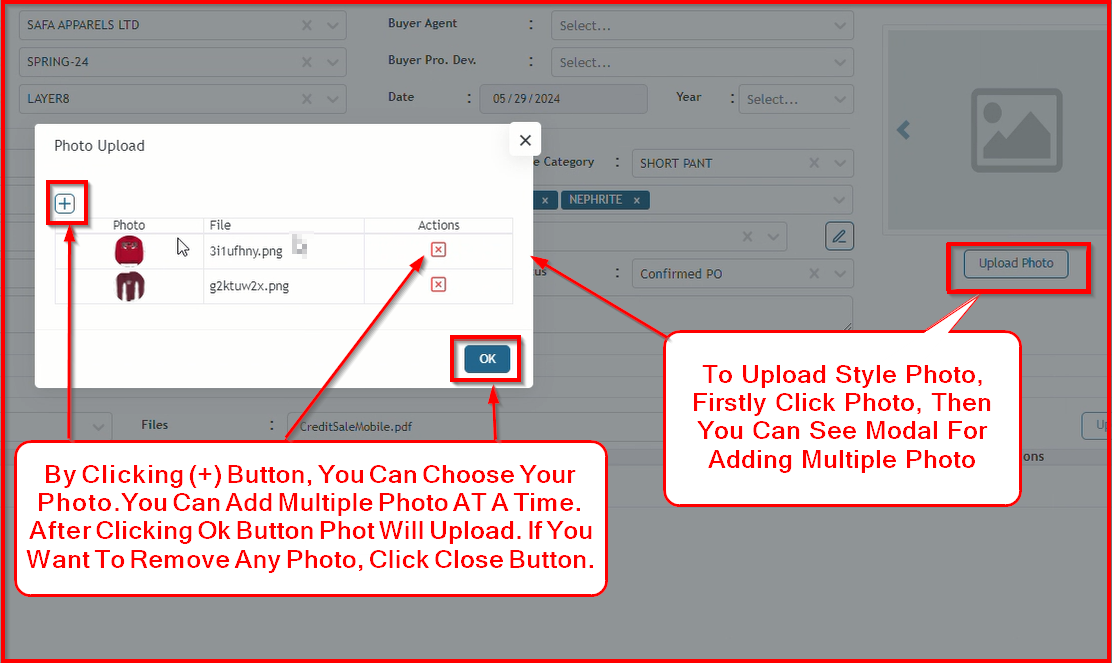 SAFA APPARELS LTD
Buyer Agent :
Select...
SPRING-24
Buyer Pro. Dev. :
Select...
LAYER8
Date :
05/29/2024
Year :
Select...
Photo Upload
Category :
SHORT PANT
NEPHRITE
Photo File Actions
3i1ufhny.png
g2ktuw2x.png
:
Confirmed PO
Upload Photo
OK
To Upload Style Photo,
Firstly Click Photo, Then
You Can See Modal For
Adding Multiple Photo
Files :
CreditSaleMobile.pdf
By Clicking (+) Button, You Can Choose Your
Photo.You Can Add Multiple Photo AT A Time.
After Clicking Ok Button Phot Will Upload. If You
Want To Remove Any Photo, Click Close Button.